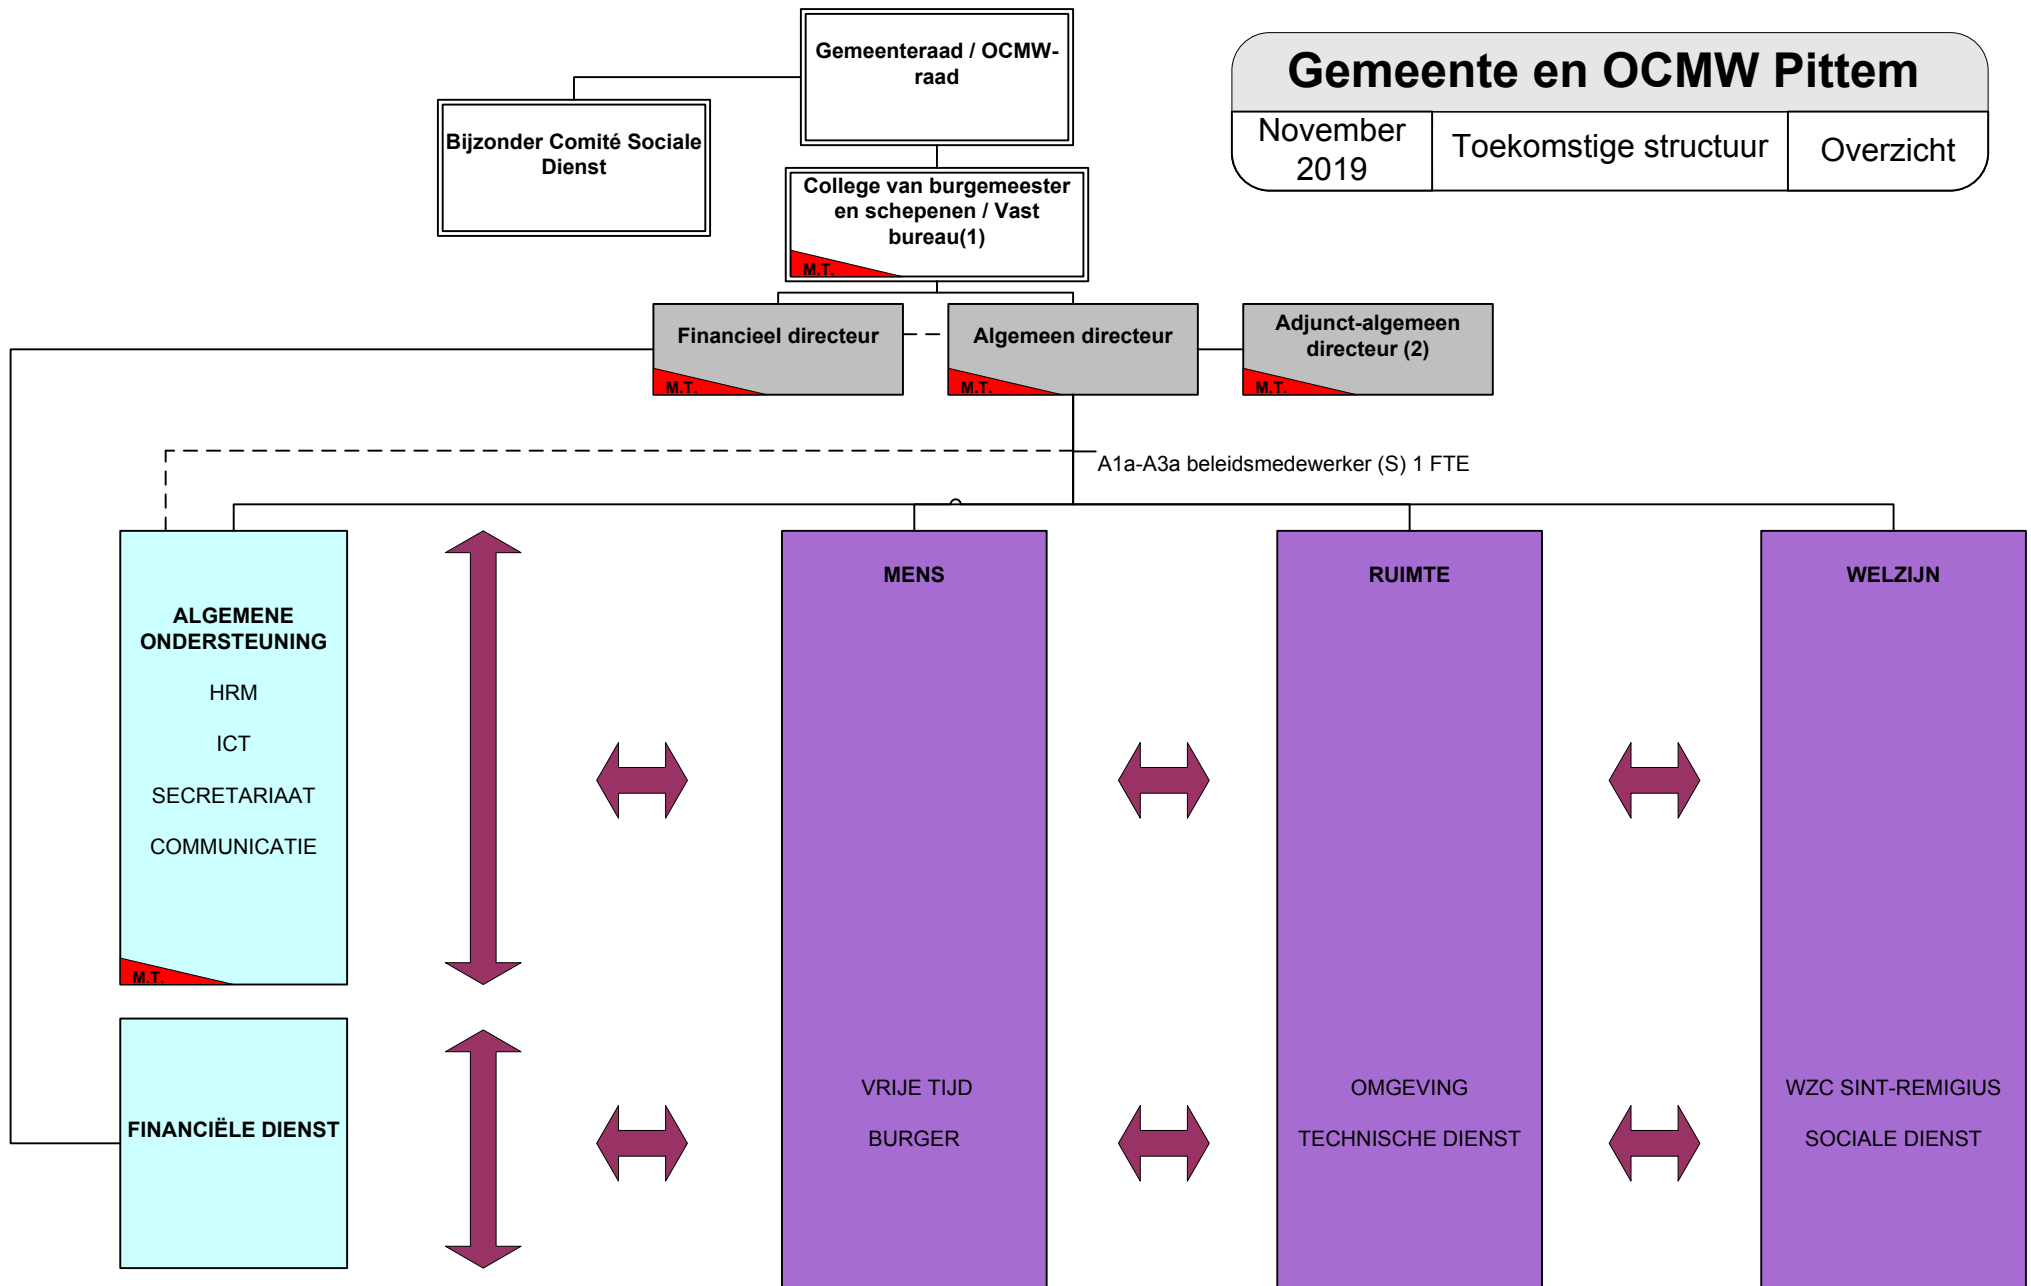 Gemeenteraad / OCMW-
raad
Gemeente en OCMW Pittem
November
2019
Toekomstige structuur
Overzicht
Bijzonder Comité Sociale
Dienst
College van burgemeester
en schepenen / Vast
bureau(1)
M.T.
Financieel directeur
M.T.
Algemeen directeur
M.T.
Adjunct-algemeen
directeur (2)
M.T.
A1a-A3a beleidsmedewerker (S) 1 FTE
ALGEMENE
ONDERSTEUNING
HRM
ICT
SECRETARIAAT
COMMUNICATIE
M.T.
FINANCIËLE DIENST
MENS
VRIJE TIJD
BURGER
RUIMTE
OMGEVING
TECHNISCHE DIENST
WELZIJN
WZC SINT-REMIGIUS
SOCIALE DIENST